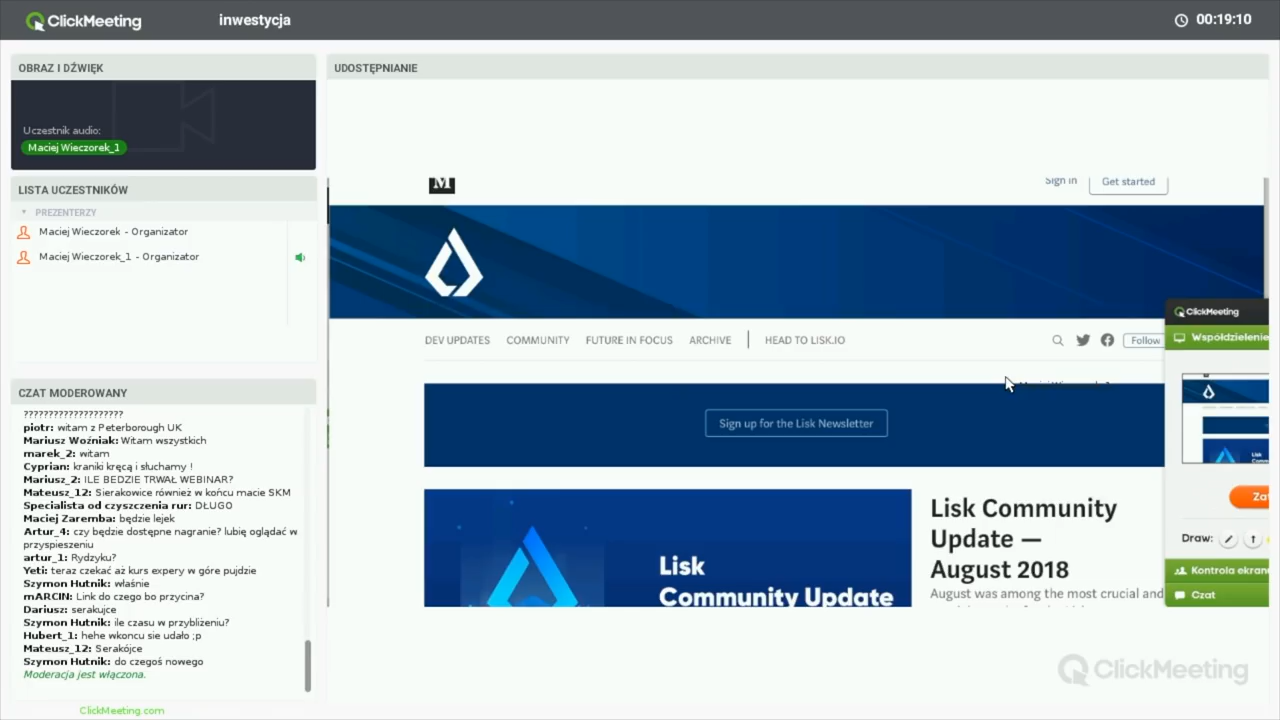 ClickMeeting
inwestycja
00:19:10
OBRAZ I DŹWIĘK
Uczestnik audio:
Maciej Wieczorek_1
LISTA UCZESTNIKÓW
PREZENTERZY
Maciej Wieczorek - Organizator
Maciej Wieczorek_1 - Organizator
CZAT MODEROWANY
????????????????????
piotr: witam z Peterborough UK
Mariusz Woźniak: Witam wszystkich
marek_2: witam
Cyprian: kraniki kręcą i słuchamy !
Mariusz_2: ILE BEDZIE TRWAŁ WEBINAR?
Mateusz_12: Sierakowice również w końcu macie SKM
Specialista od czyszczenia rur: DŁUGO
Maciej Zaremba: będzie lejek
Artur_4: czy będzie dostępne nagranie? lubię oglądać w
przyspieszeniu
artur_1: Rydzyku?
Yeti: teraz czekać aż kurs expery w góre pujdzie
Szymon Hutnik: właśnie
mARCIN: Link do czego bo przycina?
Dariusz: serakujce
Szymon Hutnik: ile czasu w przybliżeniu?
Hubert_1: hehe wkoncu sie udało ;p
Mateusz_12: Serakójce
Szymon Hutnik: do czegoś nowego
Moderacja jest włączona.
ClickMeeting.com
UDOSTĘPNIANIE
M
Sign in
Get started
DEV UPDATES
COMMUNITY
FUTURE IN FOCUS
ARCHIVE
HEAD TO LISK.IO
Follow
Sign up for the Lisk Newsletter
Lisk
Community Update
Lisk Community
Update —
August 2018
August was among the most crucial and
ClickMeeting
Współdzielenie
Lisk
Draw:
Kontrola ekran
Czat
ClickMeeting